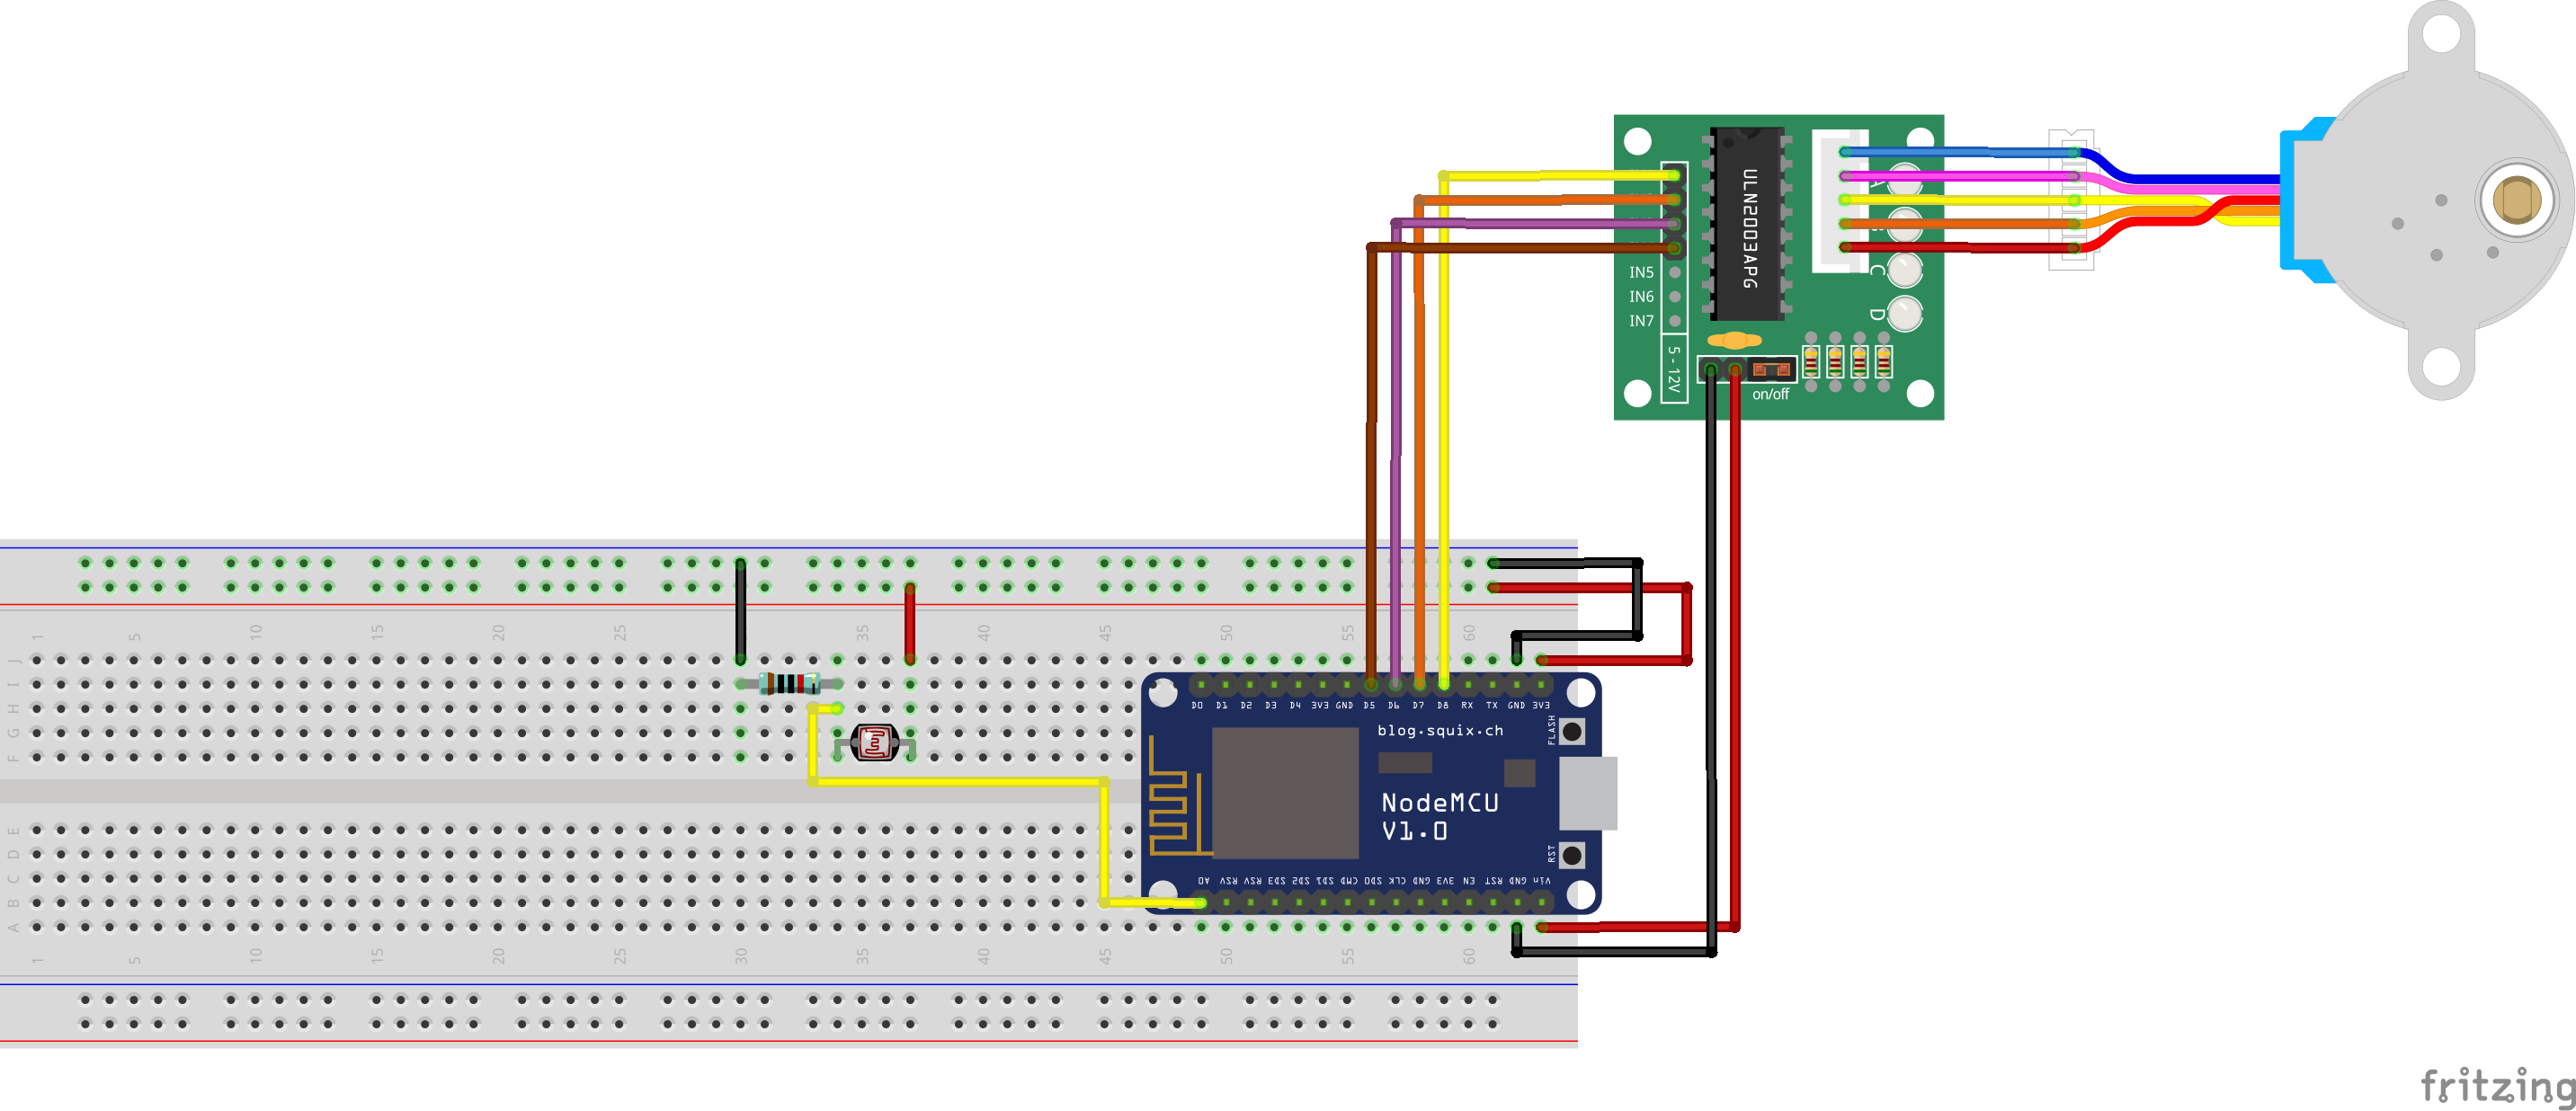 ULN2003APG
A
B
C
D
IN5
IN6
IN7
5 - 12V
on/off
1 5 10 15 20 25 30 35 40 45 50 55 60
J
I
H
G
F
D0 D1 D2 D3 D4 3V3 GND D5 D6 D7 D8 RX TX GND 3V3
blog.squix.ch
FLASH
NodeMCU
V1.0
RST
A0 RSV RSV SD3 SD2 SD1 CMD SD0 CLK GND 3V3 EN RST GND Vin
E
D
C
B
A
1 5 10 15 20 25 30 35 40 45 50 55 60
fritzing